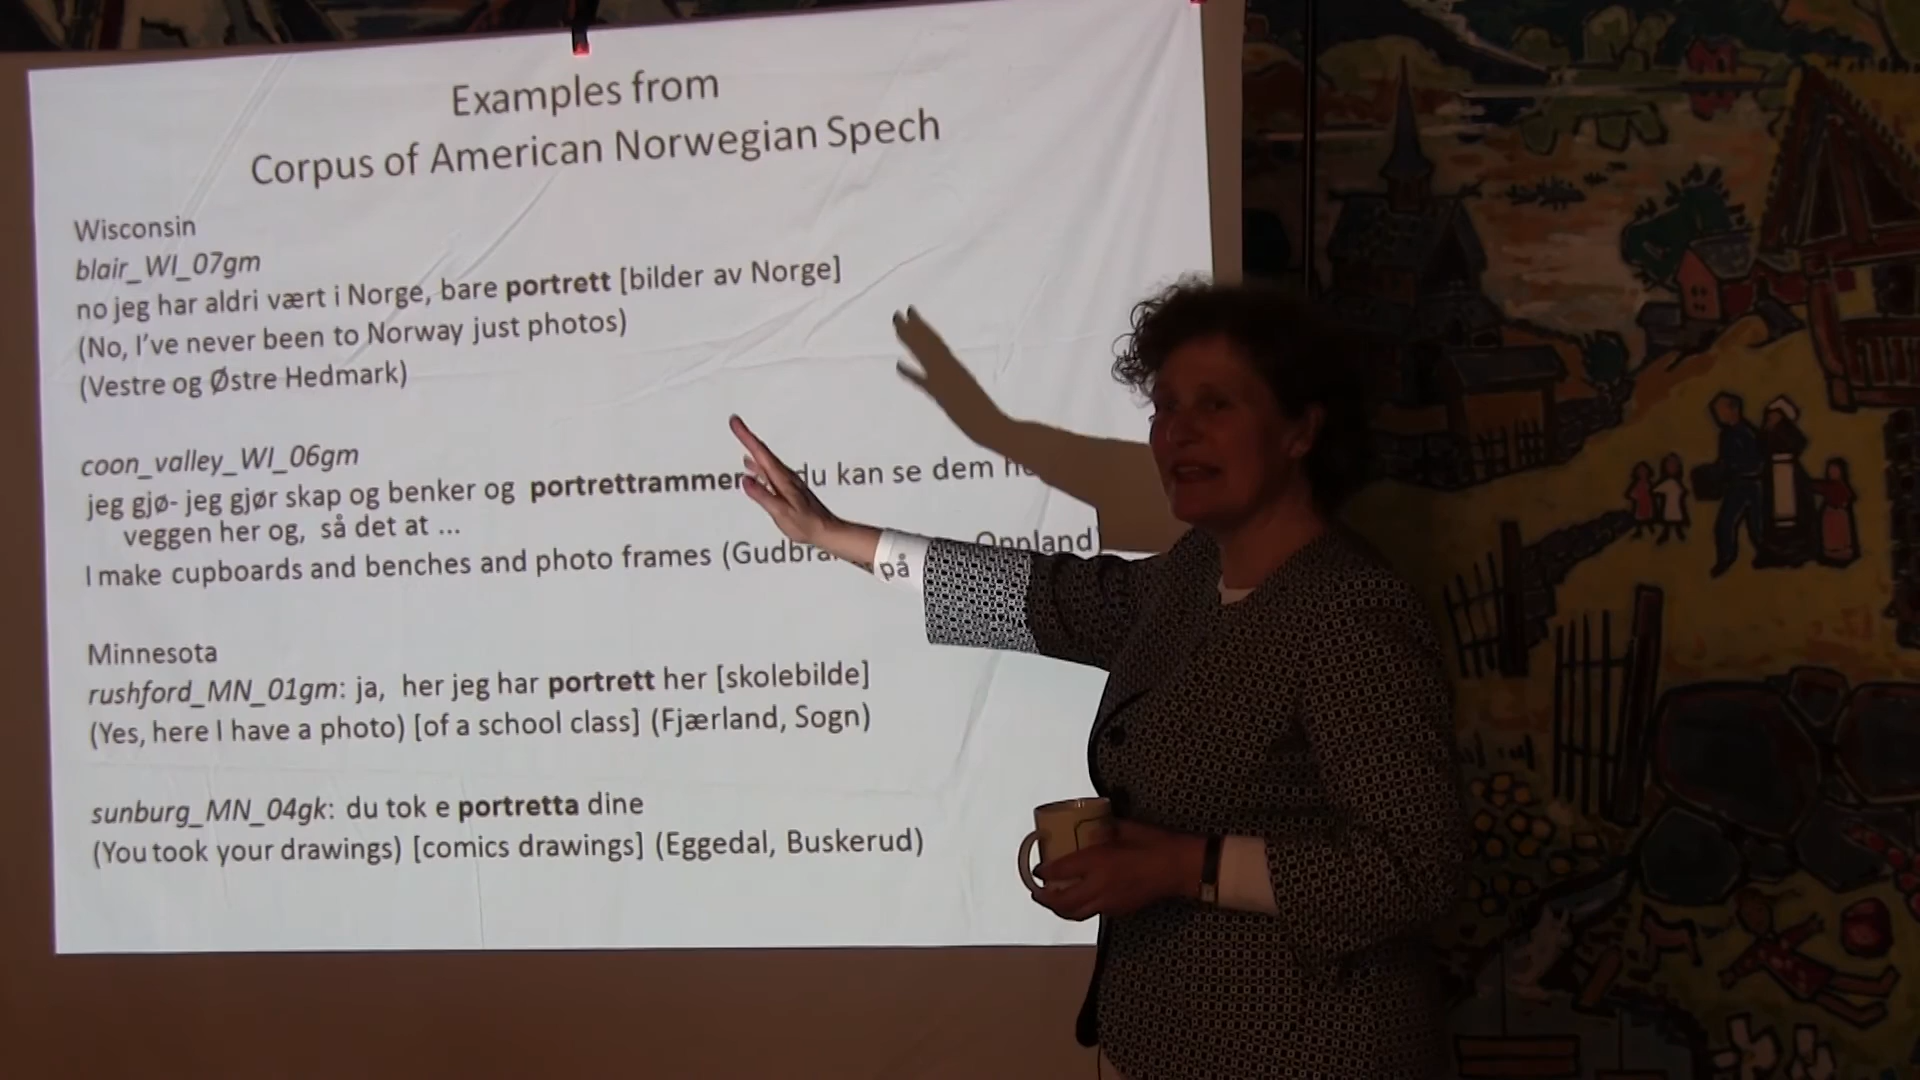 Examples from
Corpus of American Norwegian Spech
Wisconsin
blair_WI_07gm
no jeg har aldri vært i Norge, bare portrett [bilder av Norge]
(No, I've never been to Norway just photos)
(Vestre og Østre Hedmark)
coon_valley_WI_06gm
jeg gjø- jeg gjør skap og benker og portrettrammer du kan se dem
på
veggen her og, så det at ...
I make cupboards and benches and photo frames Oppland)
Minnesota
rushford_MN_01gm: ja, her jeg har portrett her [skolebilde]
(Yes, here I have a photo) [of a school class] (Fjærland, Sogn)
sunburg_MN_04gk: du tok e portretta dine
(You took your drawings) [comics drawings] (Eggedal, Buskerud)